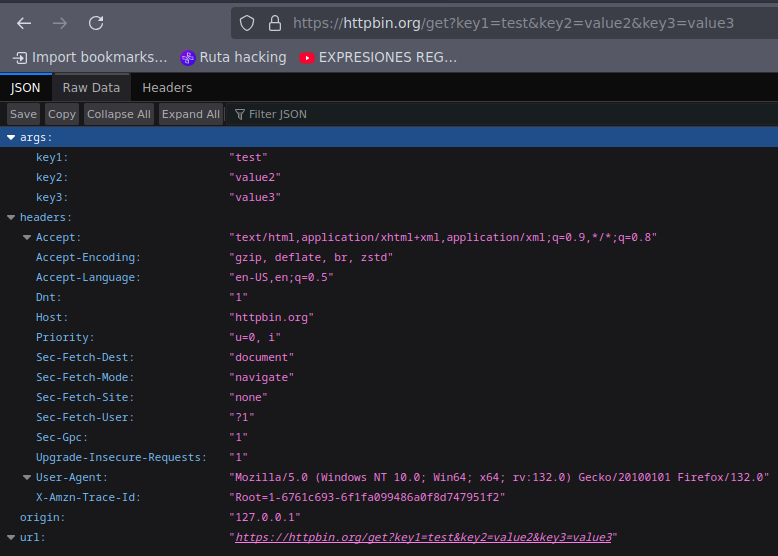 https://httpbin.org/get?key1=test&key2=value2&key3=value3
Import bookmarks... Ruta hacking EXPRESIONES REG...
JSON Raw Data Headers
Save Copy Collapse All Expand All Filter JSON
args:
key1: "test"
key2: "value2"
key3: "value3"
headers:
Accept: "text/html,application/xhtml+xml,application/xml;q=0.9,*/*;q=0.8"
Accept-Encoding: "gzip, deflate, br, zstd"
Accept-Language: "en-US,en;q=0.5"
Dnt: "1"
Host: "httpbin.org"
Priority: "u=0, i"
Sec-Fetch-Dest: "document"
Sec-Fetch-Mode: "navigate"
Sec-Fetch-Site: "none"
Sec-Fetch-User: "?1"
Sec-Gpc: "1"
Upgrade-Insecure-Requests: "1"
User-Agent: "Mozilla/5.0 (Windows NT 10.0; Win64; x64; rv:132.0) Gecko/20100101 Firefox/132.0"
X-Amzn-Trace-Id: "Root=1-6761c693-6f1fa099486a0f8d747951f2"
origin: "127.0.0.1"
url: "https://httpbin.org/get?key1=test&key2=value2&key3=value3"